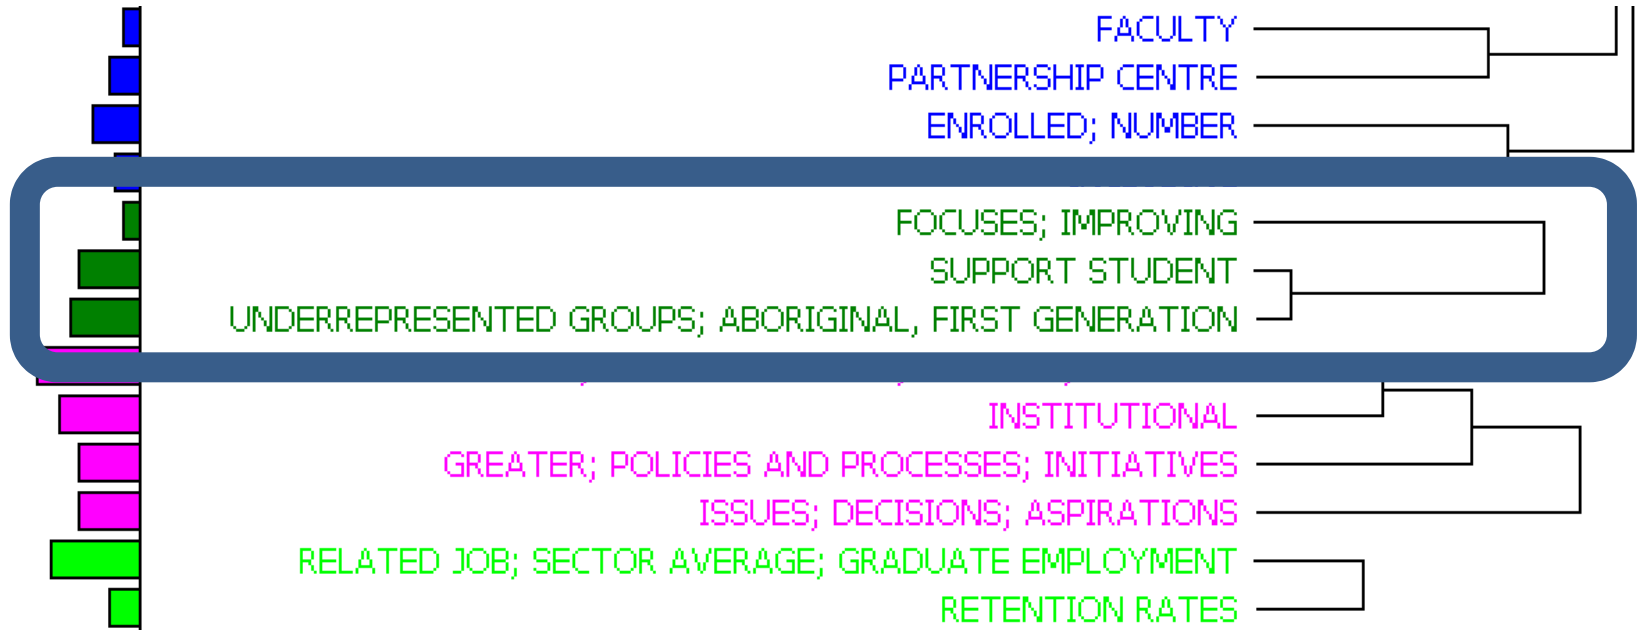 FACULTY
PARTNERSHIP CENTRE
ENROLLED; NUMBER
FOCUSES; IMPROVING
SUPPORT STUDENT
UNDERREPRESENTED GROUPS; ABORIGINAL, FIRST GENERATION
INSTITUTIONAL
GREATER; POLICIES AND PROCESSES; INITIATIVES
ISSUES; DECISIONS; ASPIRATIONS
RELATED JOB; SECTOR AVERAGE; GRADUATE EMPLOYMENT
RETENTION RATES